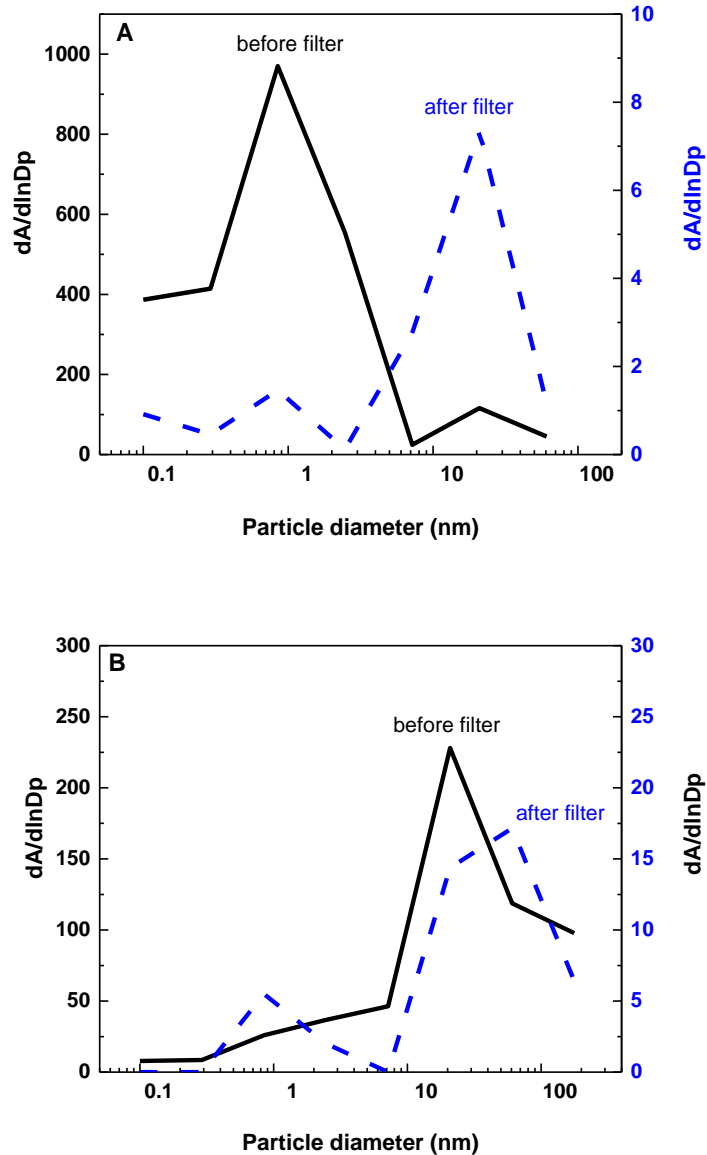 A
before filter
after filter
dA/dlnDp
1000
800
600
400
200
0
10
8
6
4
2
0
dA/dlnDp
0.1
1
10
100
Particle diameter (nm)
B
before filter
after filter
dA/dlnDp
300
250
200
150
100
50
0
30
25
20
15
10
5
0
dA/dlnDp
0.1
1
10
100
Particle diameter (nm)